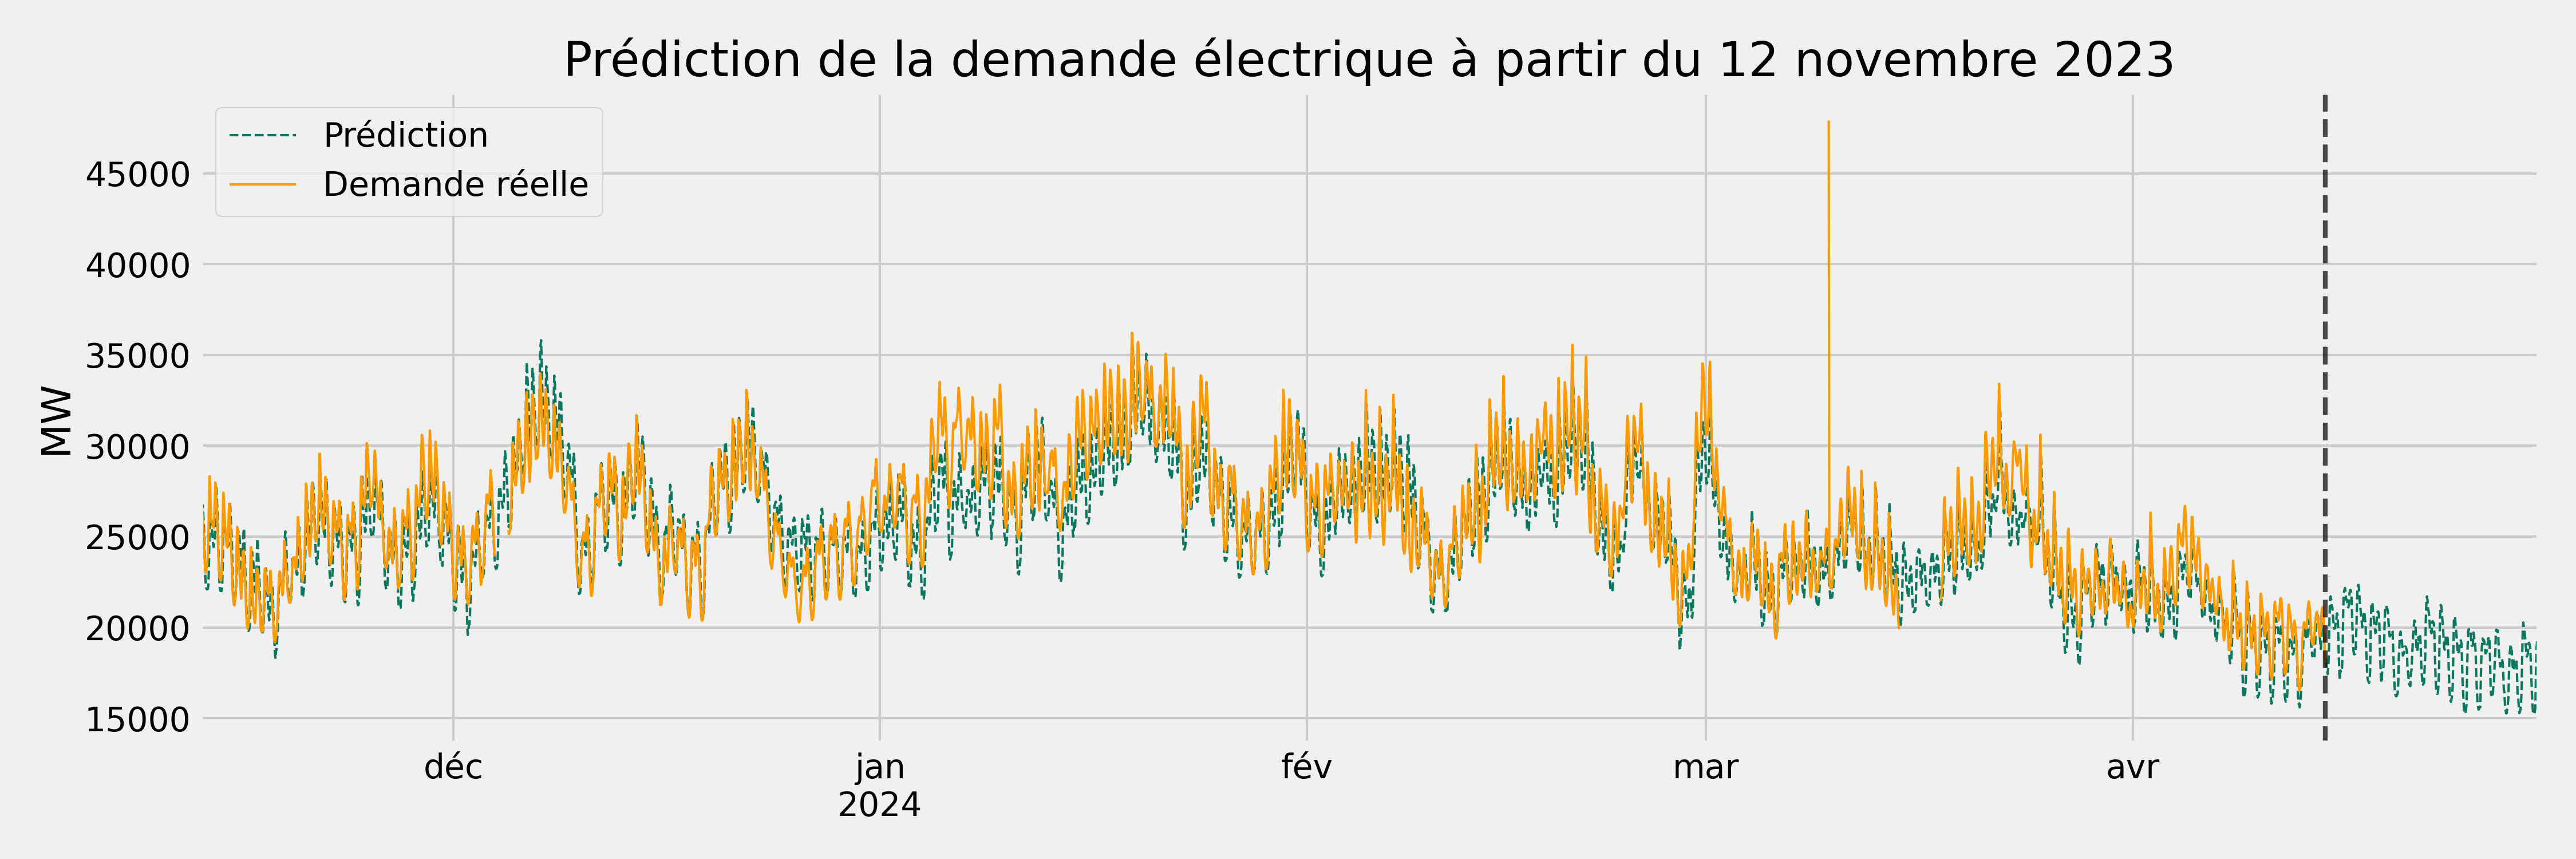 Prédiction de la demande électrique à partir du 12 novembre 2023
Prédiction
Demande réelle
MW
45000
40000
35000
30000
25000
20000
15000
déc
jan
fév
mar
avr
2024